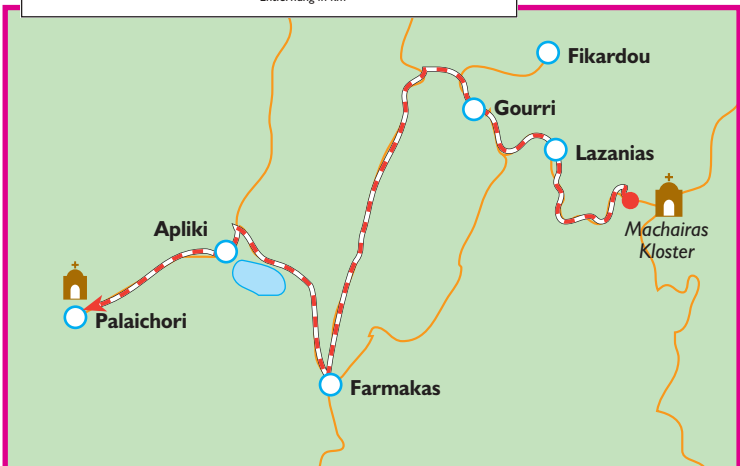 Fikardou
Gourri
Lazanias
Apliki
Machairas
Kloster
Palaichori
Farmakas